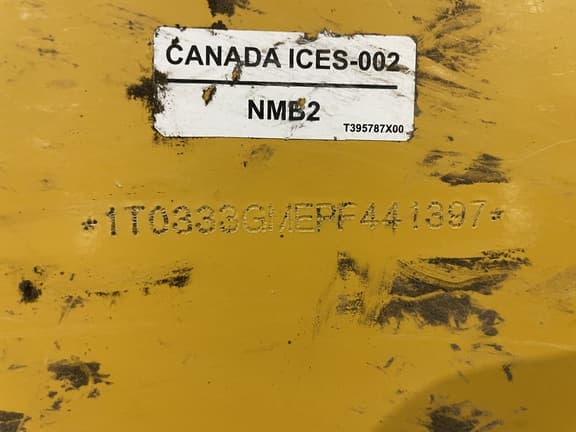 CANADA ICES-002
NMB2
T395787X00
*1T0333GMEPF441397*